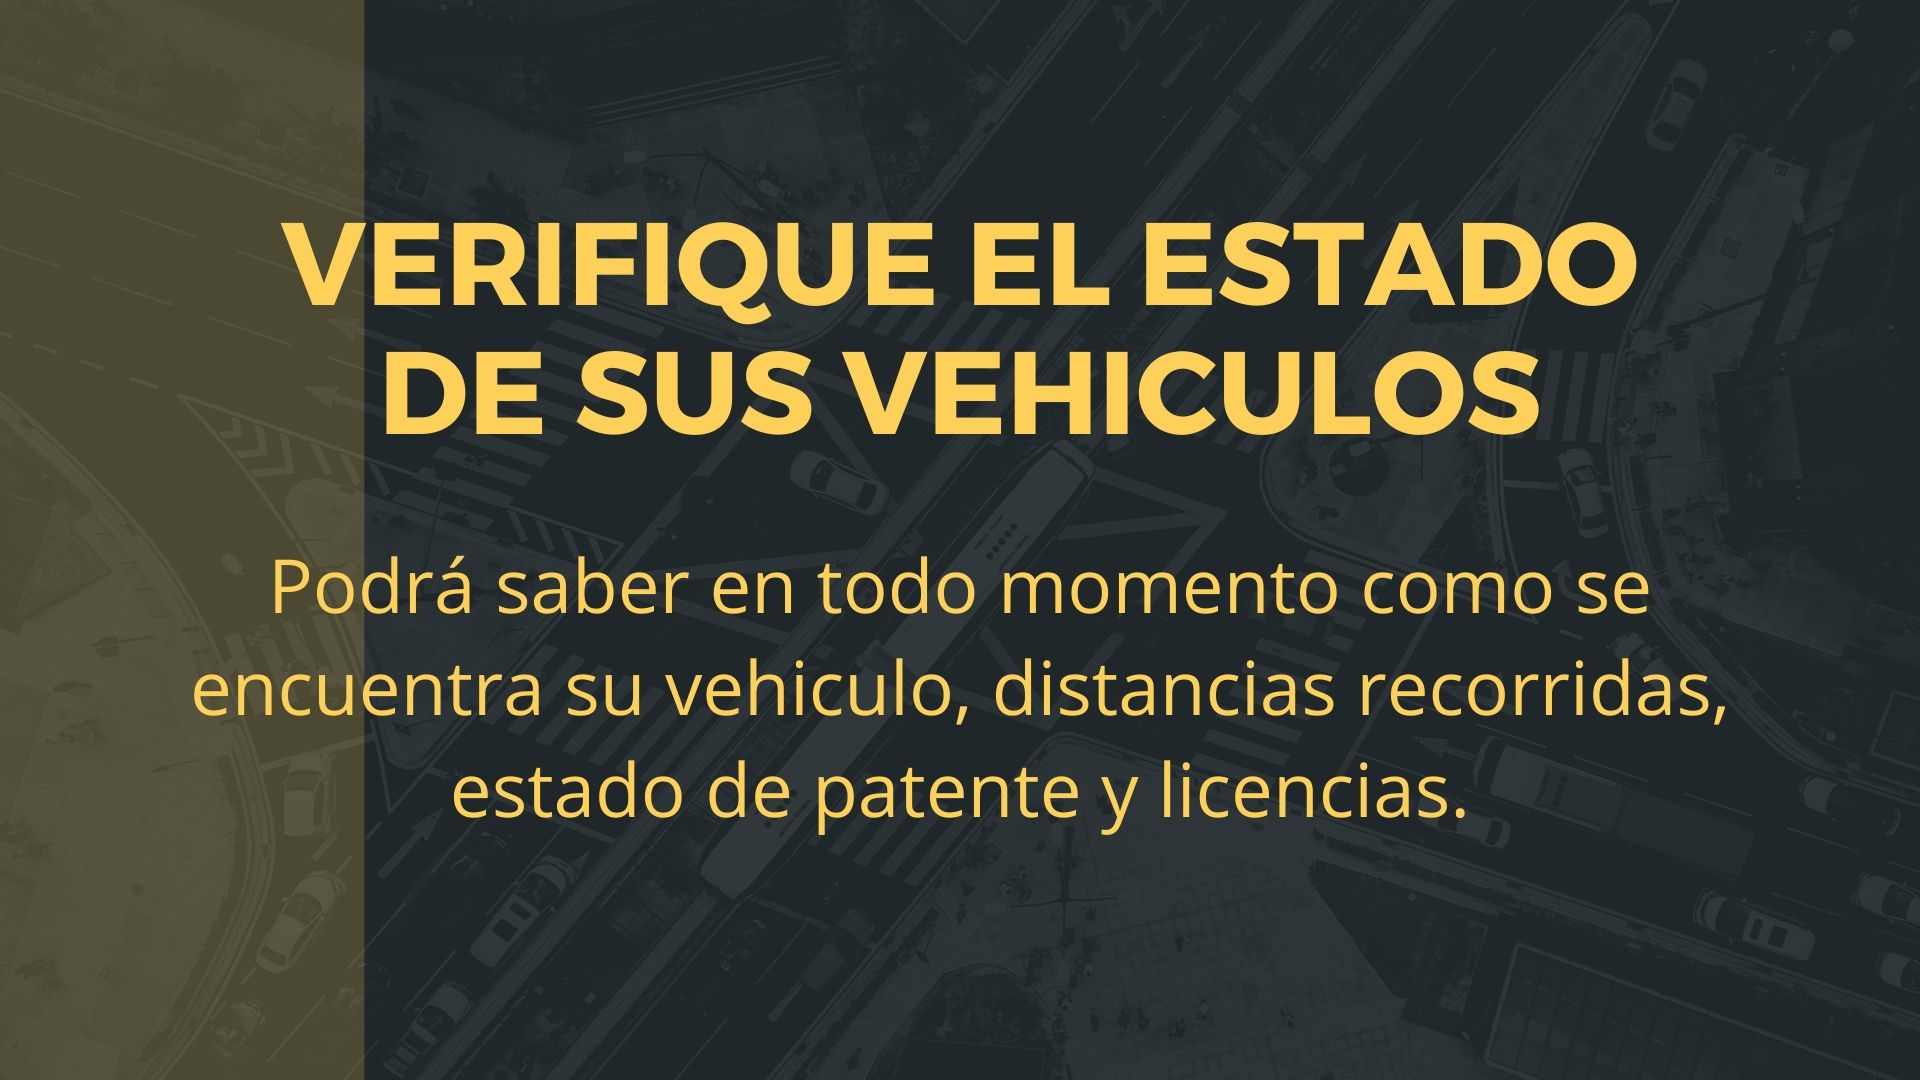 VERIFIQUE EL ESTADO
DE SUS VEHICULOS
Podrá saber en todo momento como se
encuentra su vehiculo, distancias recorridas,
estado de patente y licencias.